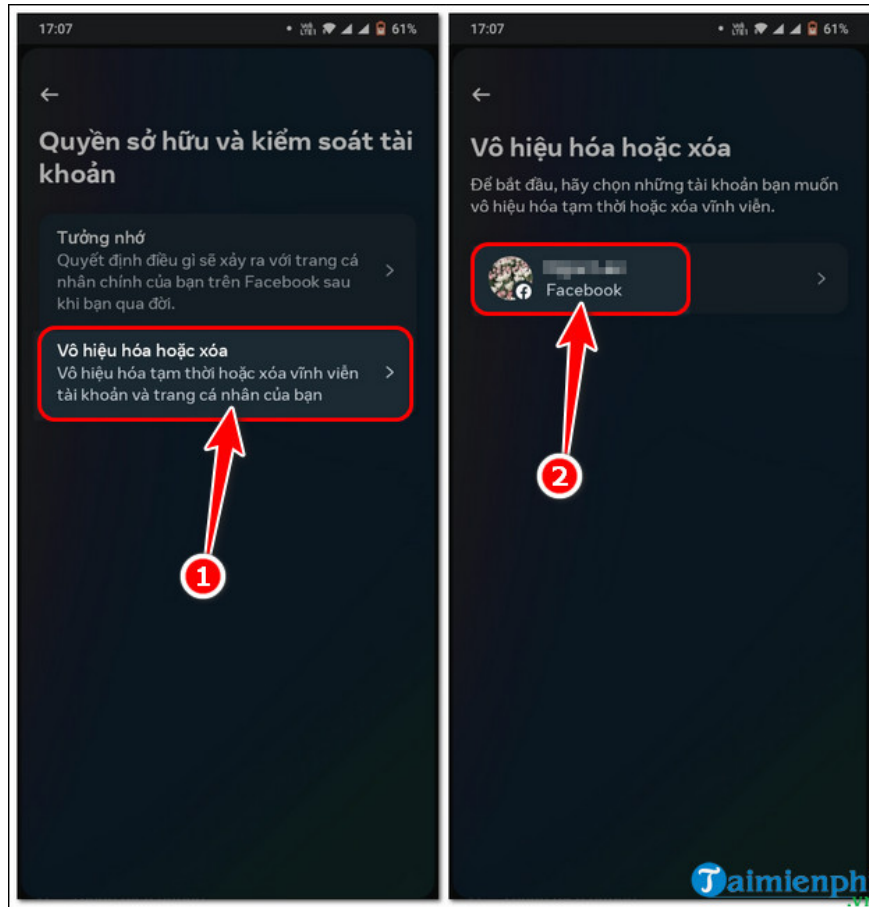 17:07
61%
Quyền sở hữu và kiểm soát tài
khoản
Tưởng nhớ
Quyết định điều gì sẽ xảy ra với trang cá
nhân chính của bạn trên Facebook sau
khi bạn qua đời.
Vô hiệu hóa hoặc xóa
Vô hiệu hóa tạm thời hoặc xóa vĩnh viễn
tài khoản và trang cá nhân của bạn
1
17:07
61%
Vô hiệu hóa hoặc xóa
Để bắt đầu, hãy chọn những tài khoản bạn muốn
vô hiệu hóa tạm thời hoặc xóa vĩnh viễn.
Facebook
2
Taimienph
.vn